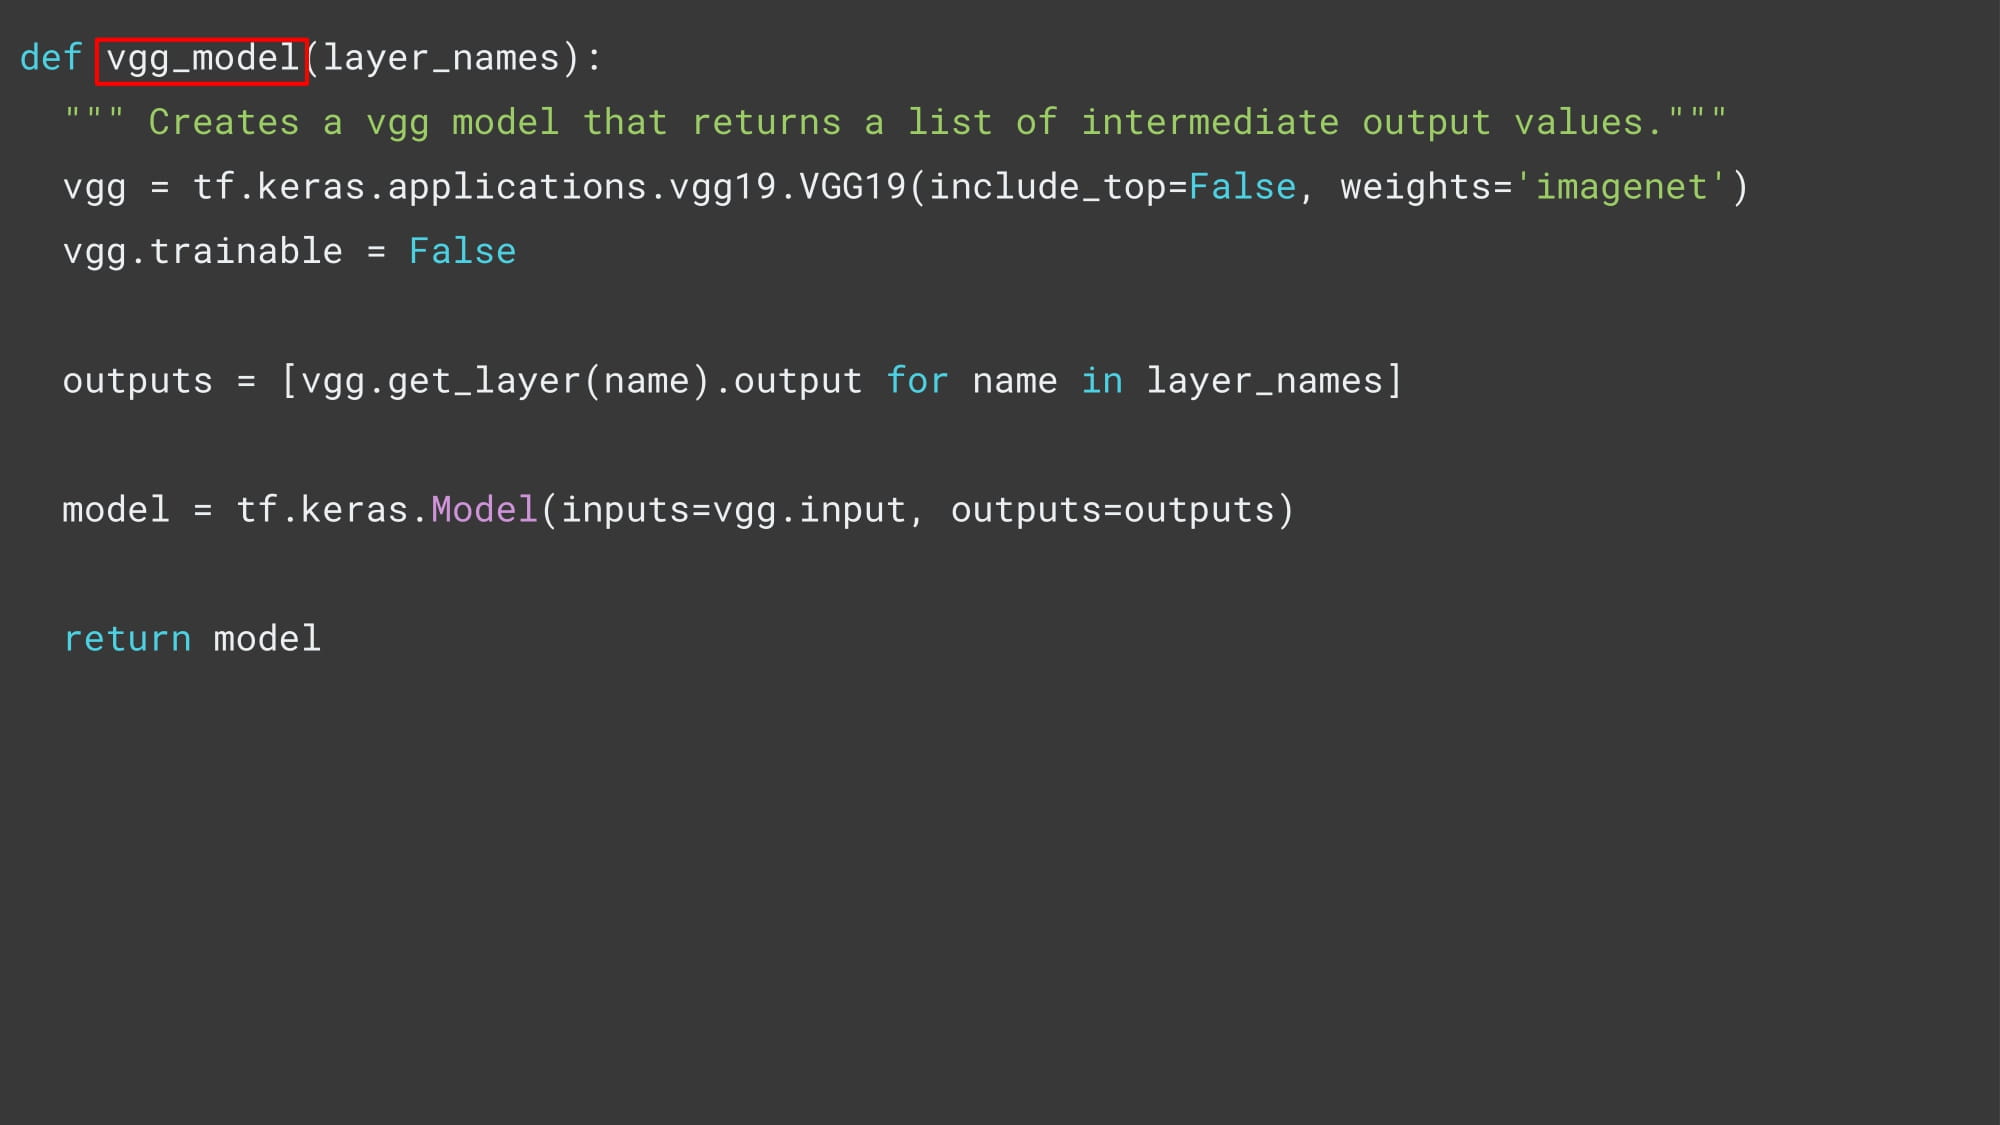 def vgg_model(layer_names):
  """ Creates a vgg model that returns a list of intermediate output values."""
  vgg = tf.keras.applications.vgg19.VGG19(include_top=False, weights='imagenet')
  vgg.trainable = False
  outputs = [vgg.get_layer(name).output for name in layer_names]
  model = tf.keras.Model(inputs=vgg.input, outputs=outputs)
  return model